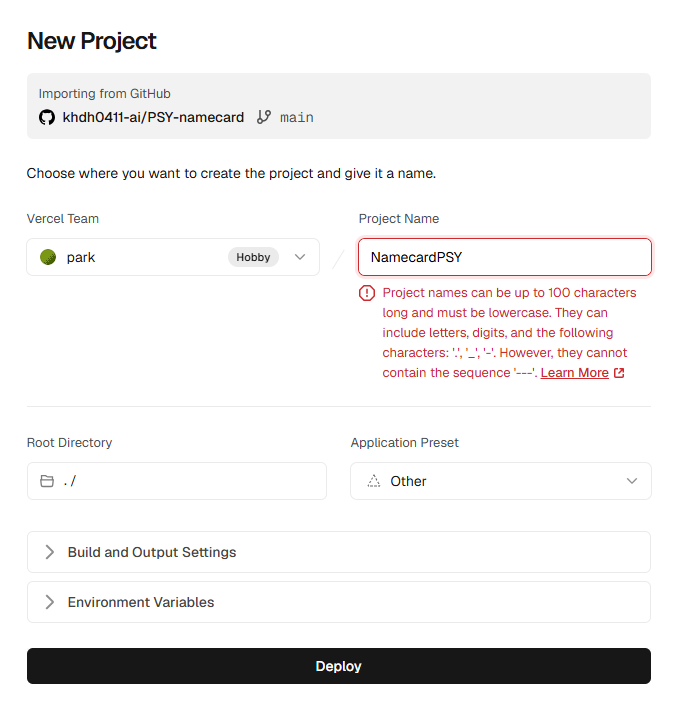 New Project
Importing from GitHub
khdh0411-ai/PSY-namecard main
Choose where you want to create the project and give it a name.
Vercel Team
park Hobby
/
Project Name
NamecardPSY
Project names can be up to 100 characters
long and must be lowercase. They can
include letters, digits, and the following
characters: '.', '_', '-'. However, they cannot
contain the sequence '---'. Learn More
Root Directory
./
Application Preset
Other
Build and Output Settings
Environment Variables
Deploy